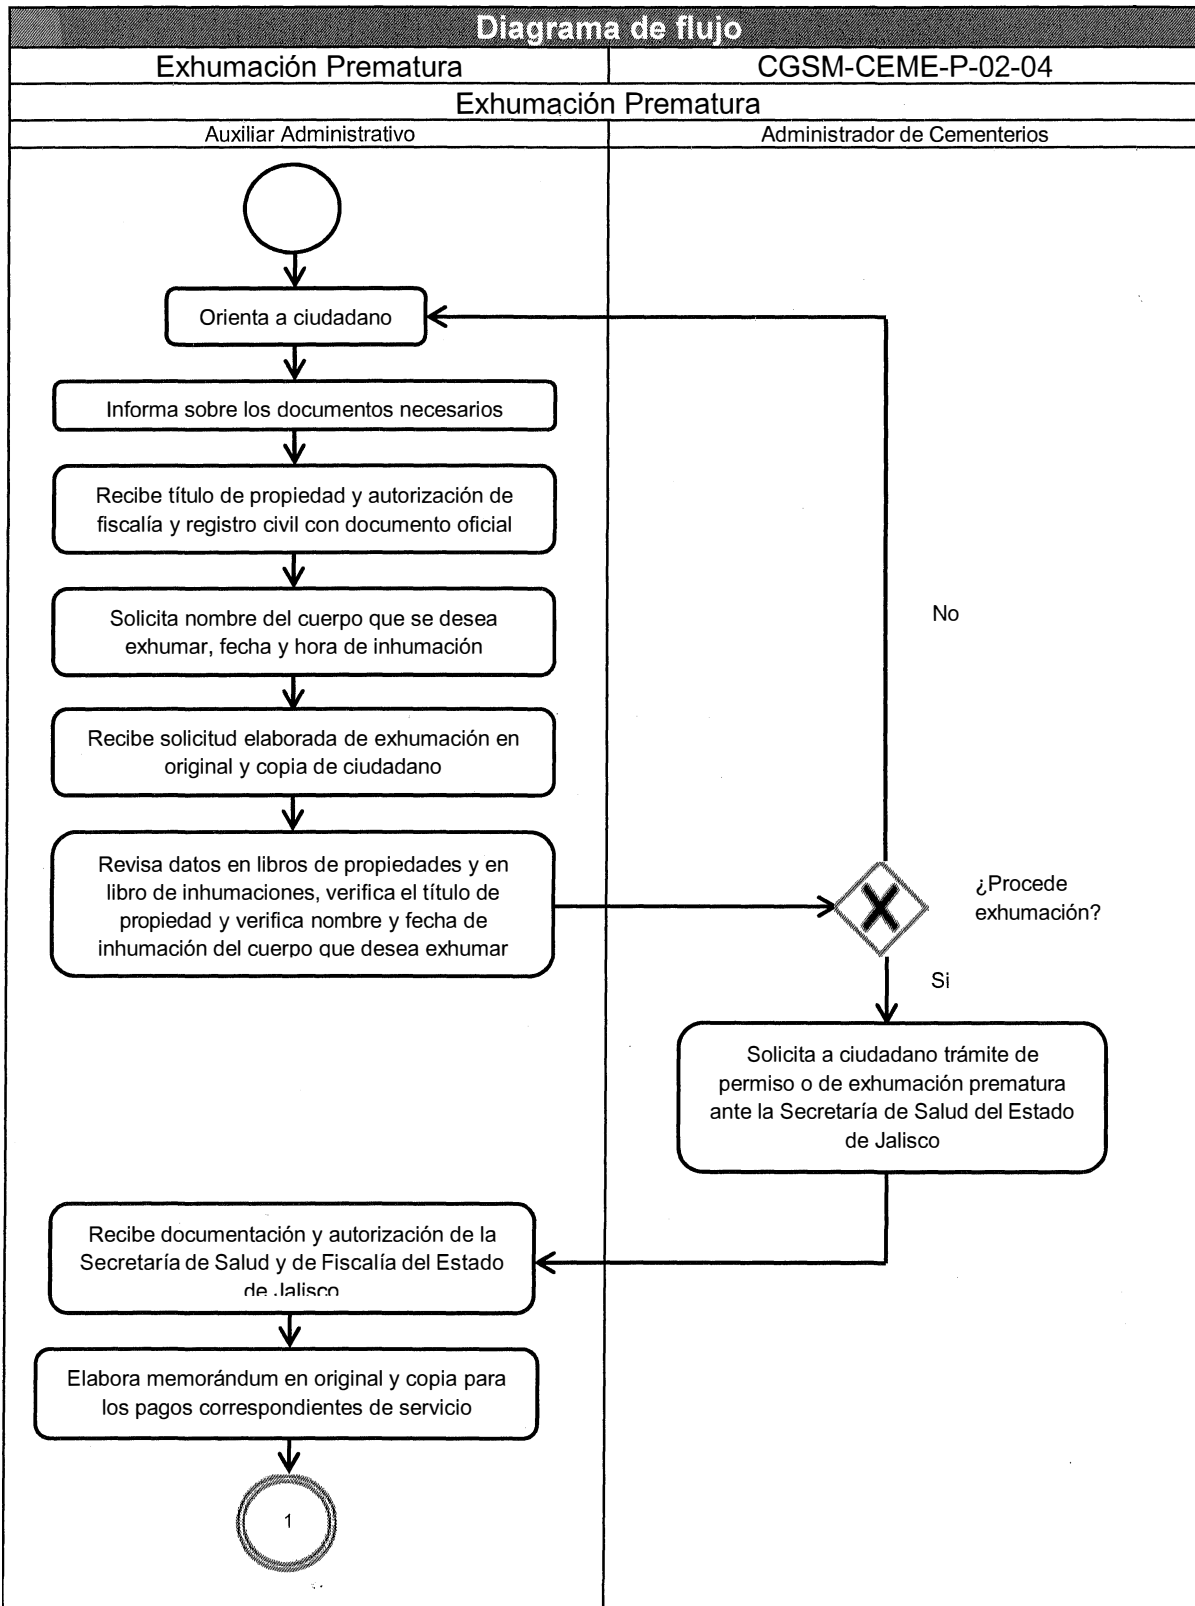 Diagrama de flujo
Exhumación Prematura
CGSM-CEME-P-02-04
Exhumación Prematura
Auxiliar Administrativo
Administrador de Cementerios
Orienta a ciudadano
Informa sobre los documentos necesarios
Recibe título de propiedad y autorización de
fiscalía y registro civil con documento oficial
Solicita nombre del cuerpo que se desea
exhumar, fecha y hora de inhumación
No
Recibe solicitud elaborada de exhumación en
original y copia de ciudadano
Revisa datos en libros de propiedades y en
libro de inhumaciones, verifica el título de
propiedad y verifica nombre y fecha de
inhumación del cuerpo que desea exhumar
¿Procede
exhumación?
Si
Solicita a ciudadano trámite de
permiso o de exhumación prematura
ante la Secretaría de Salud del Estado
de Jalisco
Recibe documentación y autorización de la
Secretaría de Salud y de Fiscalía del Estado
de Jalisco
Elabora memorándum en original y copia para
los pagos correspondientes de servicio
1